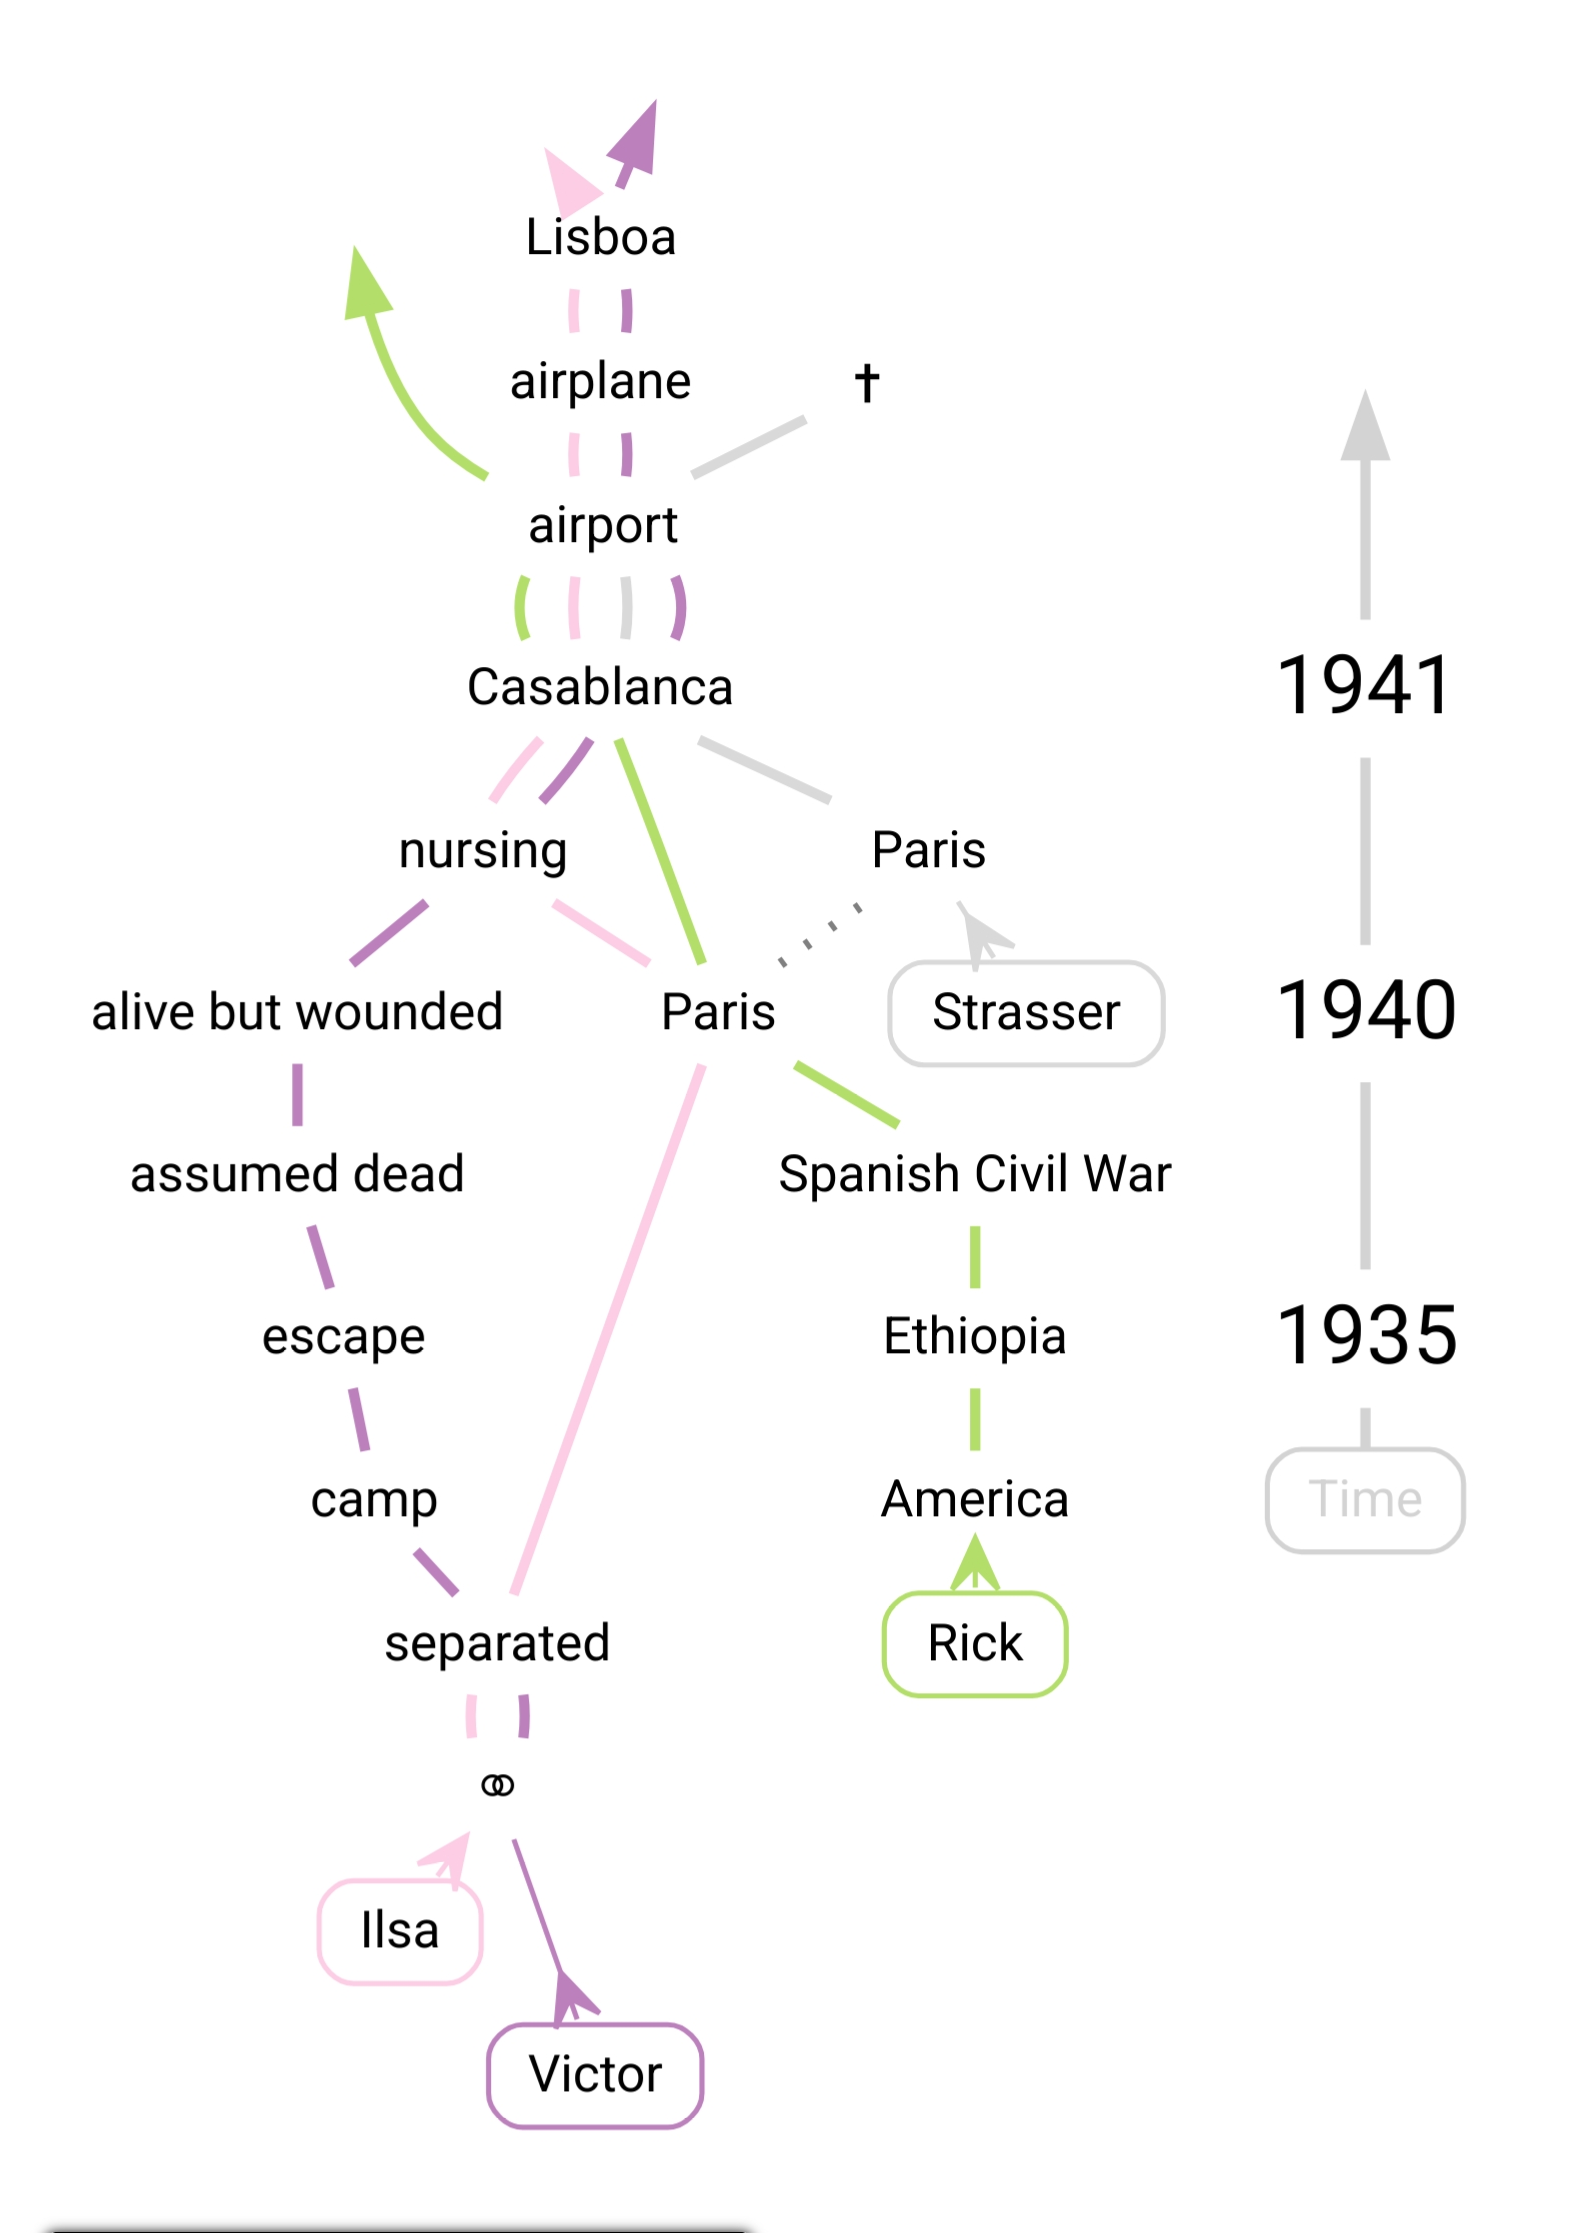 Lisboa
airplane
†
airport
Casablanca
1941
nursing
Paris
alive but wounded
Paris
Strasser
1940
assumed dead
Spanish Civil War
escape
Ethiopia
1935
camp
America
Time
separated
Rick
⚭
Ilsa
Victor